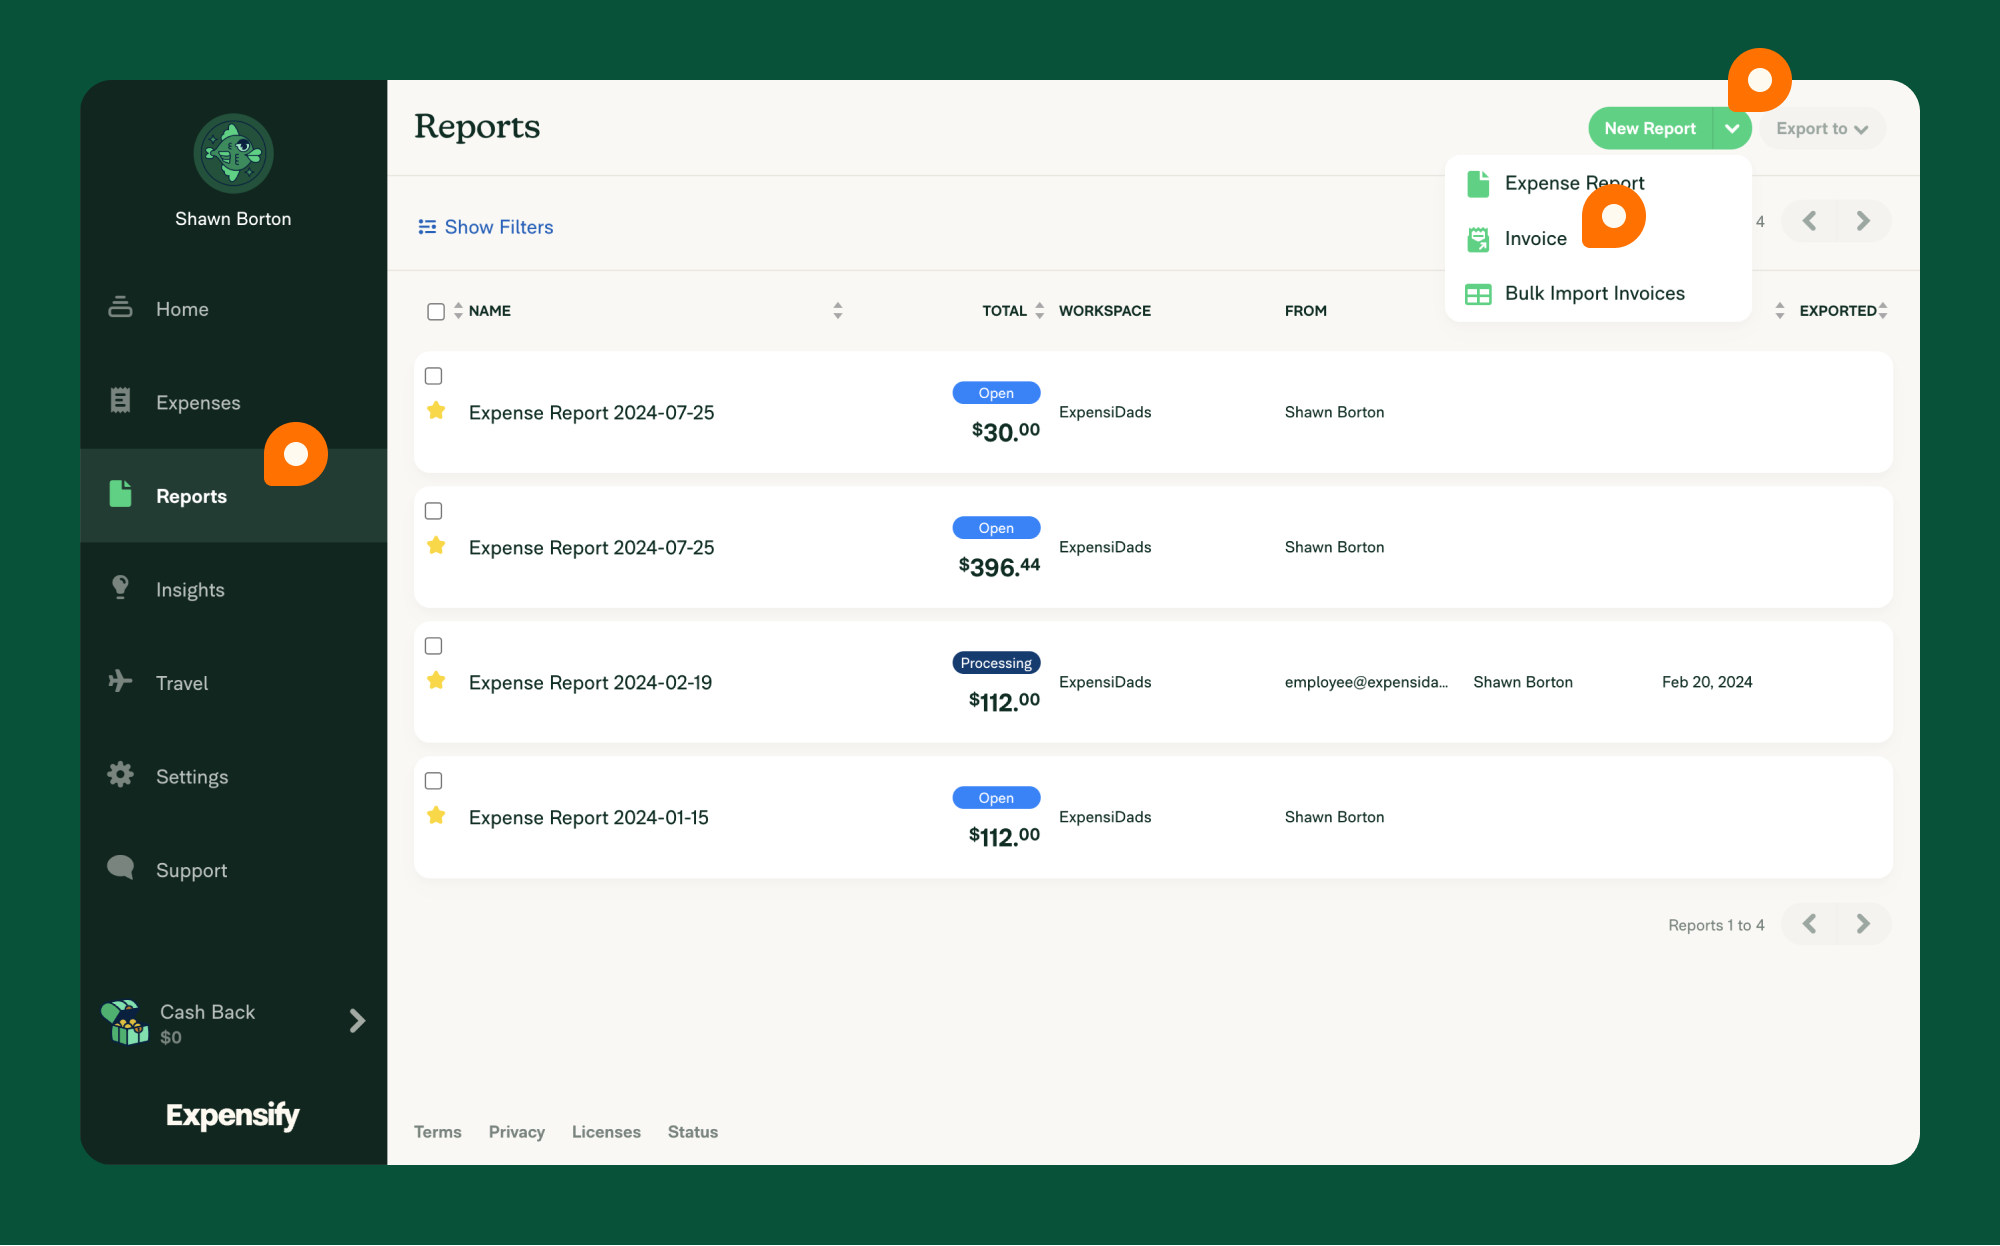 Shawn Borton
Home
Expenses
Reports
Insights
Travel
Settings
Support
Cash Back
$0
Expensify
Reports
New Report
Export to
Expense Report
Invoice
Bulk Import Invoices
Show Filters
4
NAME TOTAL WORKSPACE FROM EXPORTED
Expense Report 2024-07-25 Open $30.00 ExpensiDads Shawn Borton
Expense Report 2024-07-25 Open $396.44 ExpensiDads Shawn Borton
Expense Report 2024-02-19 Processing $112.00 ExpensiDads employee@expensida... Shawn Borton Feb 20, 2024
Expense Report 2024-01-15 Open $112.00 ExpensiDads Shawn Borton
Reports 1 to 4
Terms Privacy Licenses Status